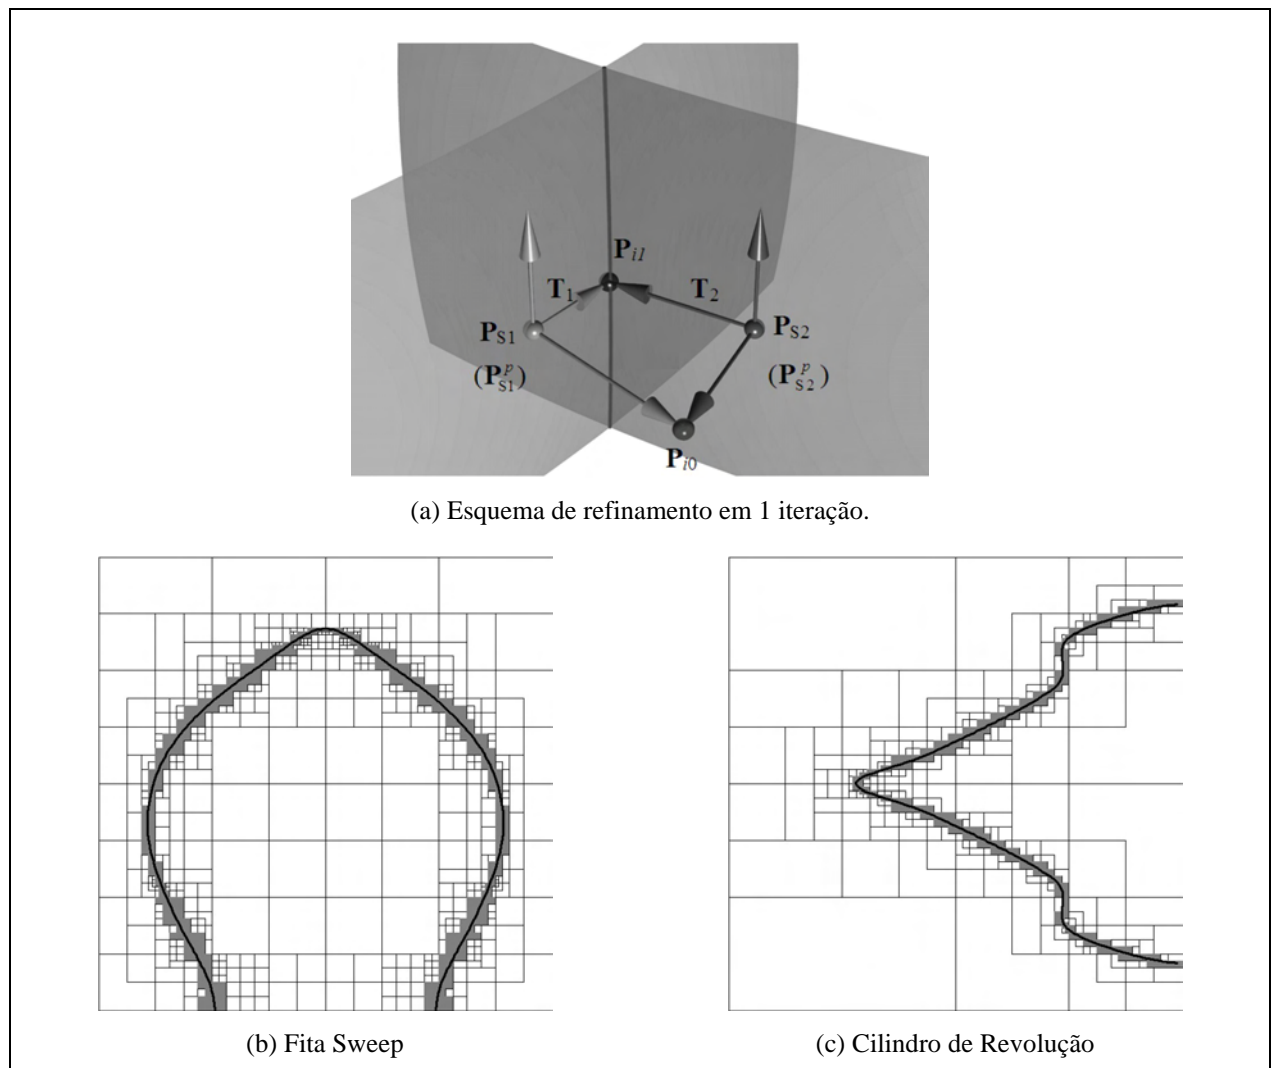 P_i1
T_1 T_2
P_S1 P_S2
(P_S1^p) (P_S2^p)
P_i0
(a) Esquema de refinamento em 1 iteração.
(b) Fita Sweep (c) Cilindro de Revolução